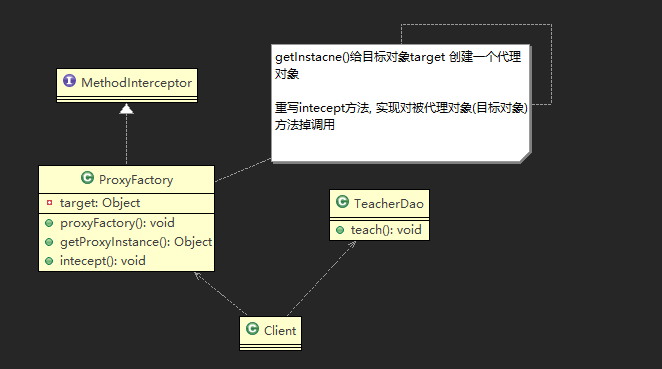 getInstacne()给目标对象target 创建一个代理
对象
重写intecept方法, 实现对被代理对象(目标对象)
方法掉调用
I MethodInterceptor
C ProxyFactory
target: Object
proxyFactory(): void
getProxyInstance(): Object
intecept(): void
C TeacherDao
teach(): void
C Client